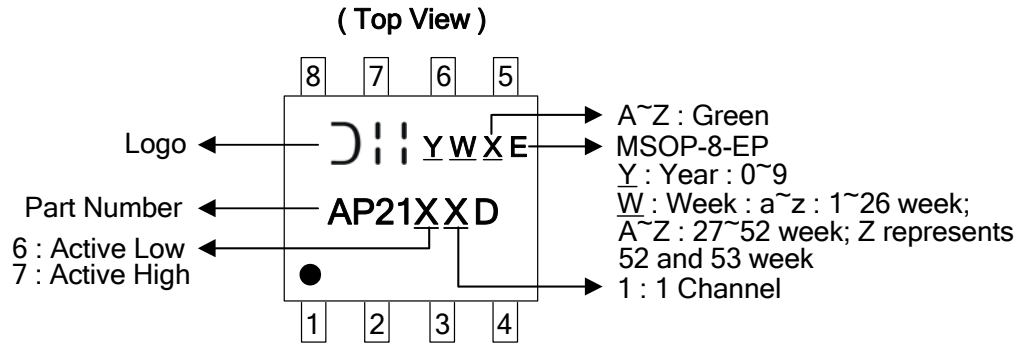 ( Top View )
8 7 6 5
Logo
Y W X E
A~Z : Green
MSOP-8-EP
Y : Year : 0~9
W : Week : a~z : 1~26 week;
A~Z : 27~52 week; Z represents
52 and 53 week
1 : 1 Channel
Part Number
AP21XXD
6 : Active Low
7 : Active High
1 2 3 4